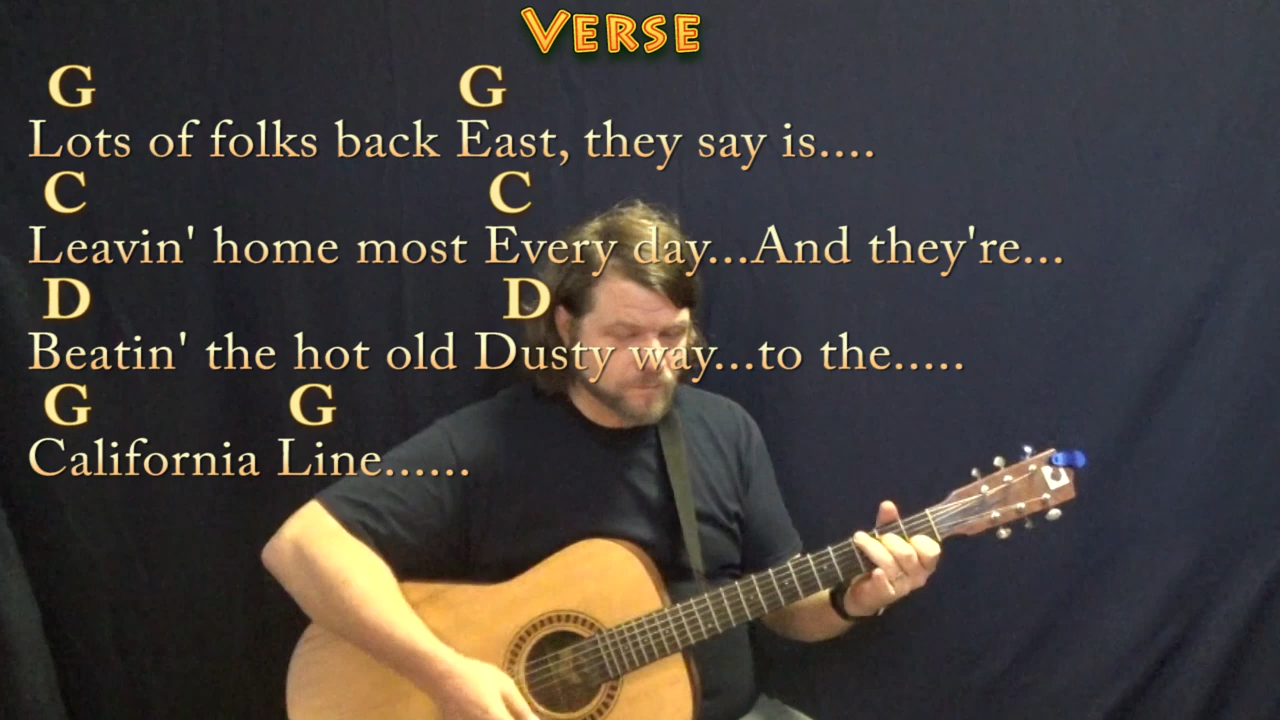 VERSE
G G
Lots of folks back East, they say is....
C C
Leavin' home most Every day...And they're...
D D
Beatin' the hot old Dusty way...to the.....
G G
California Line......